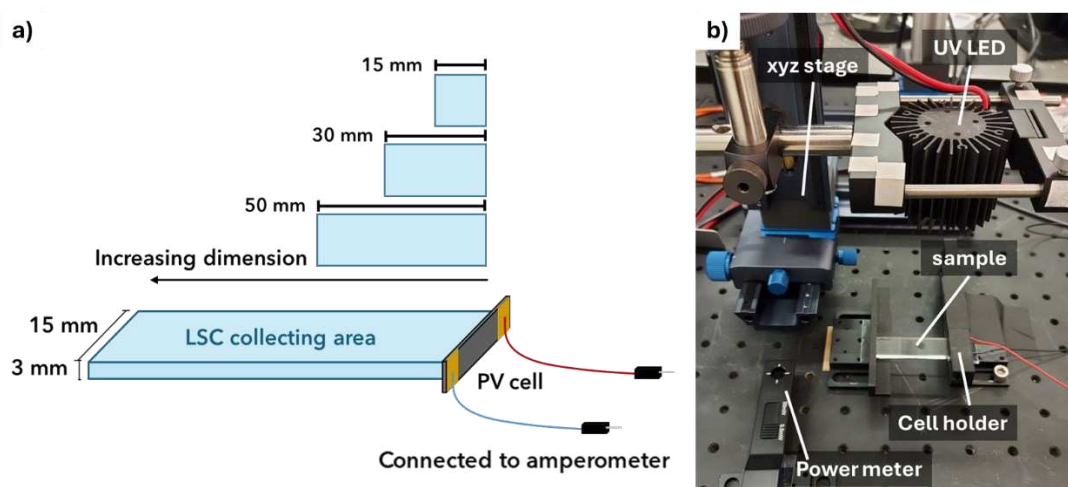 a)
15 mm
30 mm
50 mm
Increasing dimension
15 mm
3 mm
LSC collecting area
PV cell
Connected to amperometer
b)
UV LED
xyz stage
sample
Cell holder
Power meter